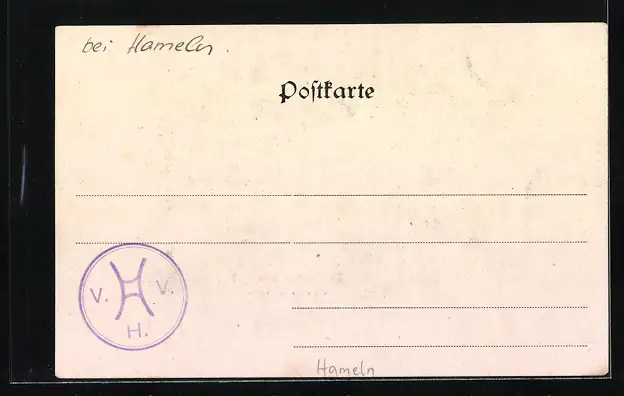 bei Hameln.
Postkarte
V. V.
H.
Hameln